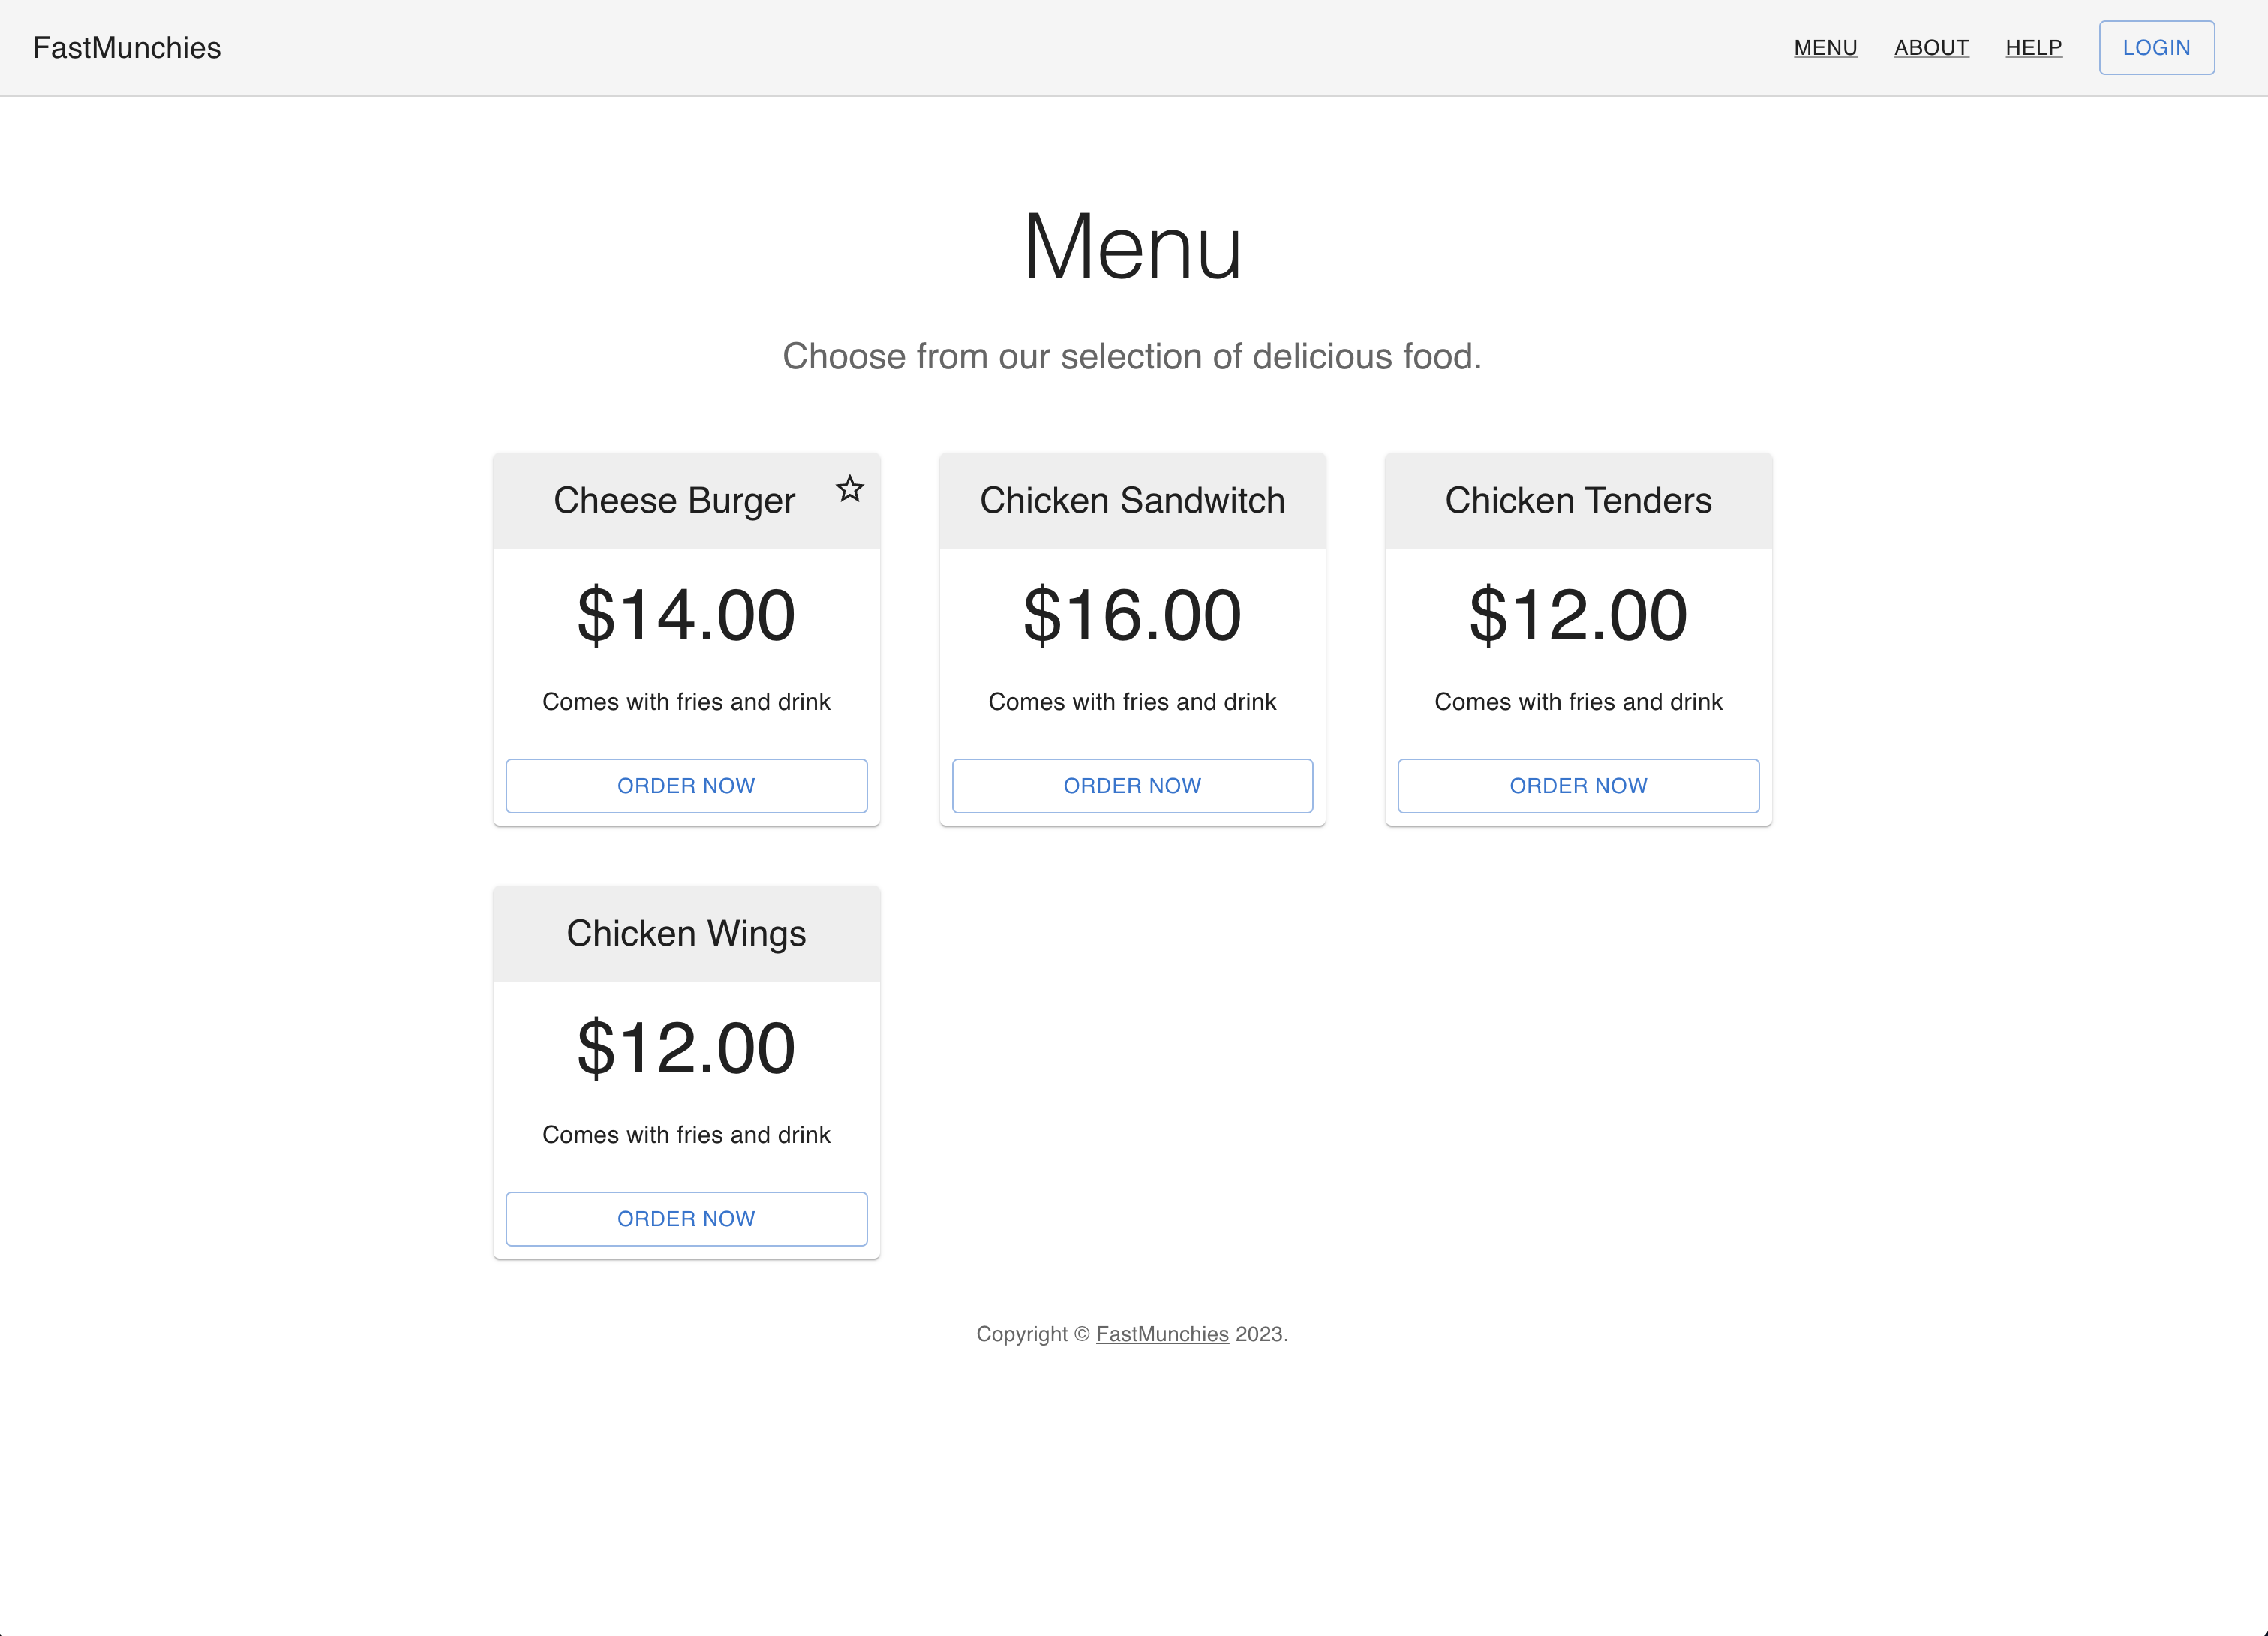 FastMunchies
MENU ABOUT HELP LOGIN
Menu
Choose from our selection of delicious food.
Cheese Burger
$14.00
Comes with fries and drink
ORDER NOW
Chicken Sandwitch
$16.00
Comes with fries and drink
ORDER NOW
Chicken Tenders
$12.00
Comes with fries and drink
ORDER NOW
Chicken Wings
$12.00
Comes with fries and drink
ORDER NOW
Copyright © FastMunchies 2023.